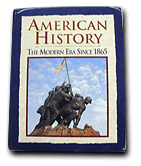 AMERICAN
HISTORY
THE MODERN ERA SINCE 1865